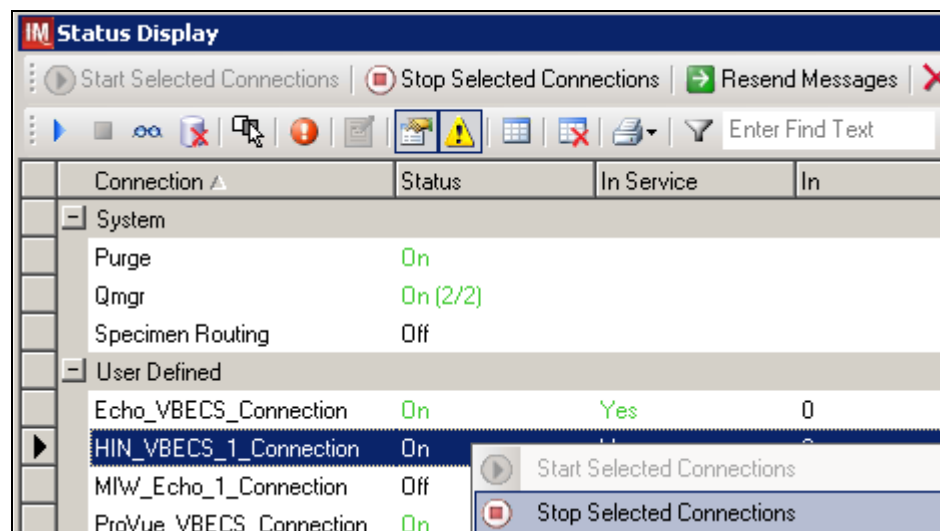 IM Status Display
Start Selected Connections Stop Selected Connections Resend Messages
Enter Find Text
Connection Status In Service In
System
Purge On
Qmgr On (2/2)
Specimen Routing Off
User Defined
Echo_VBECS_Connection On Yes 0
HIN_VBECS_1_Connection On
Start Selected Connections
MIW_Echo_1_Connection Off
Stop Selected Connections
ProVue_VBECS_Connection On